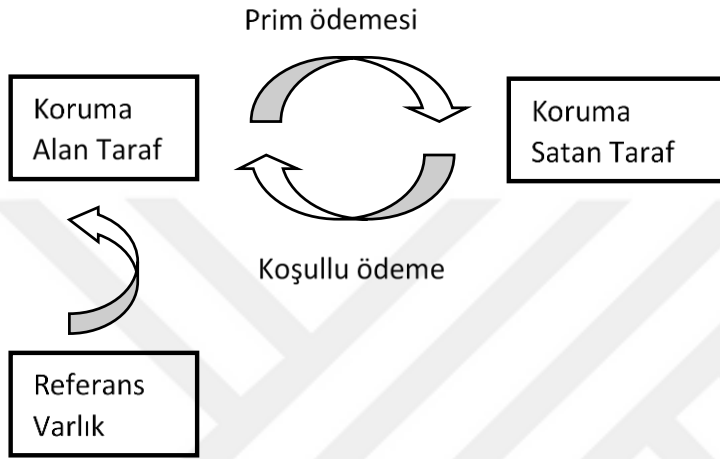 Prim ödemesi
Koruma
Alan Taraf
Koruma
Satan Taraf
Koşullu ödeme
Referans
Varlık